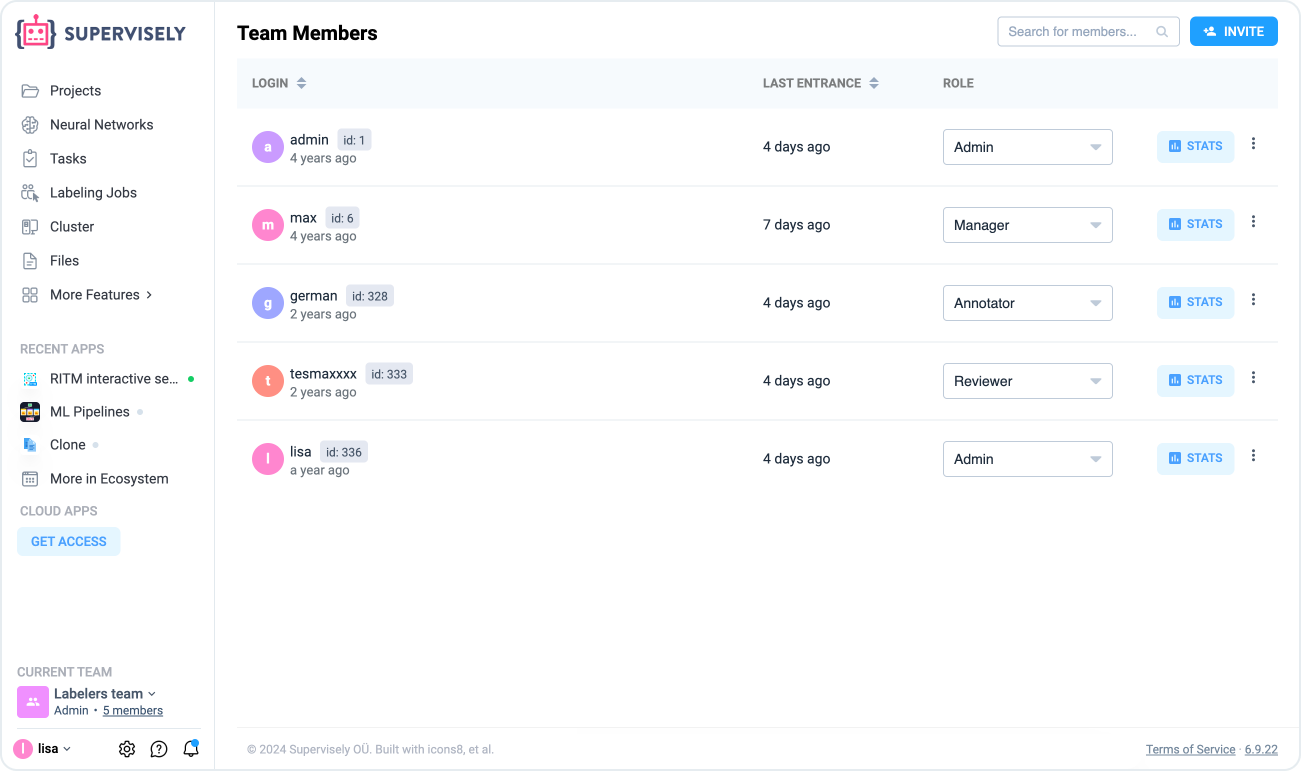 SUPERVISELY
Projects
Neural Networks
Tasks
Labeling Jobs
Cluster
Files
More Features
RECENT APPS
RITM interactive se...
ML Pipelines
Clone
More in Ecosystem
CLOUD APPS
GET ACCESS
CURRENT TEAM
Labelers team
Admin • 5 members
l lisa
Team Members
Search for members...
INVITE
LOGIN LAST ENTRANCE ROLE
a admin id: 1 4 days ago Admin STATS
4 years ago
m max id: 6 7 days ago Manager STATS
4 years ago
g german id: 328 4 days ago Annotator STATS
2 years ago
t tesmaxxxx id: 333 4 days ago Reviewer STATS
2 years ago
l lisa id: 336 4 days ago Admin STATS
a year ago
© 2024 Supervisely OÜ. Built with icons8, et al.
Terms of Service · 6.9.22